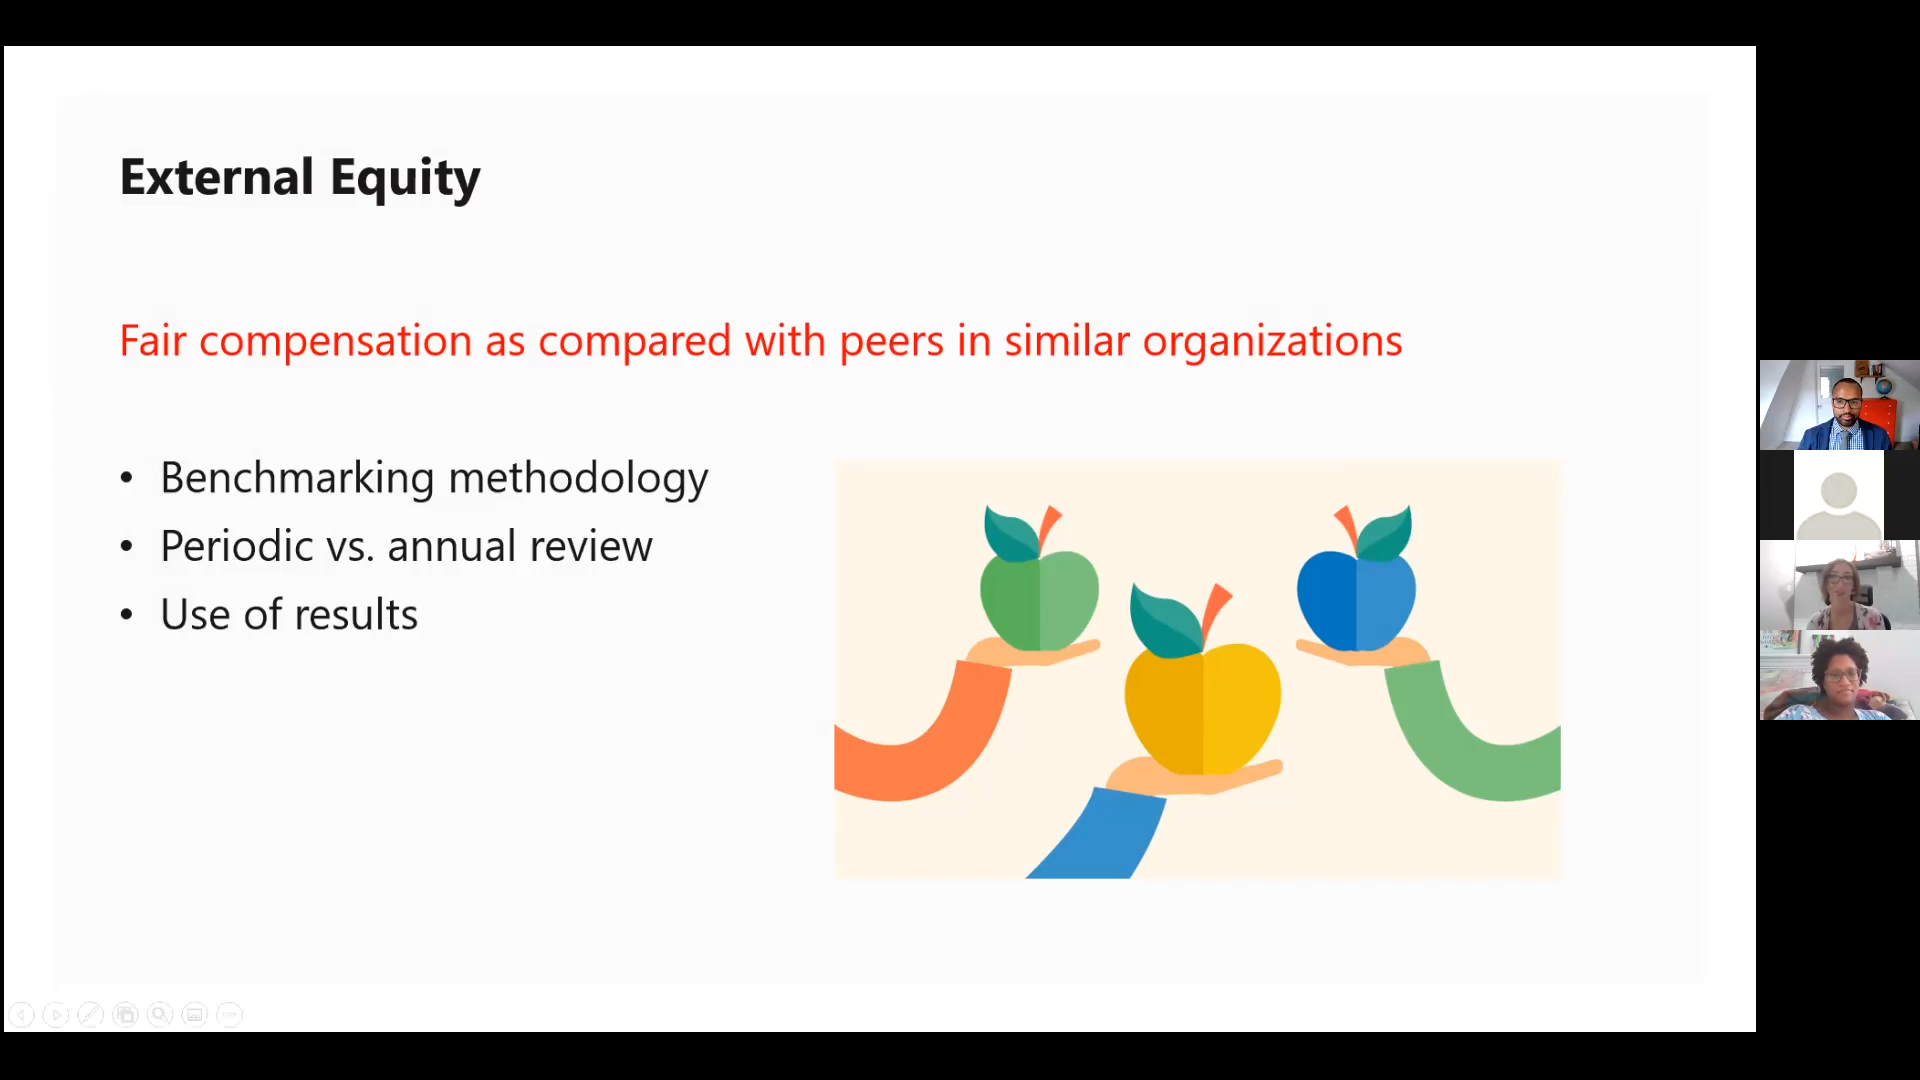 External Equity
Fair compensation as compared with peers in similar organizations
• Benchmarking methodology
• Periodic vs. annual review
• Use of results